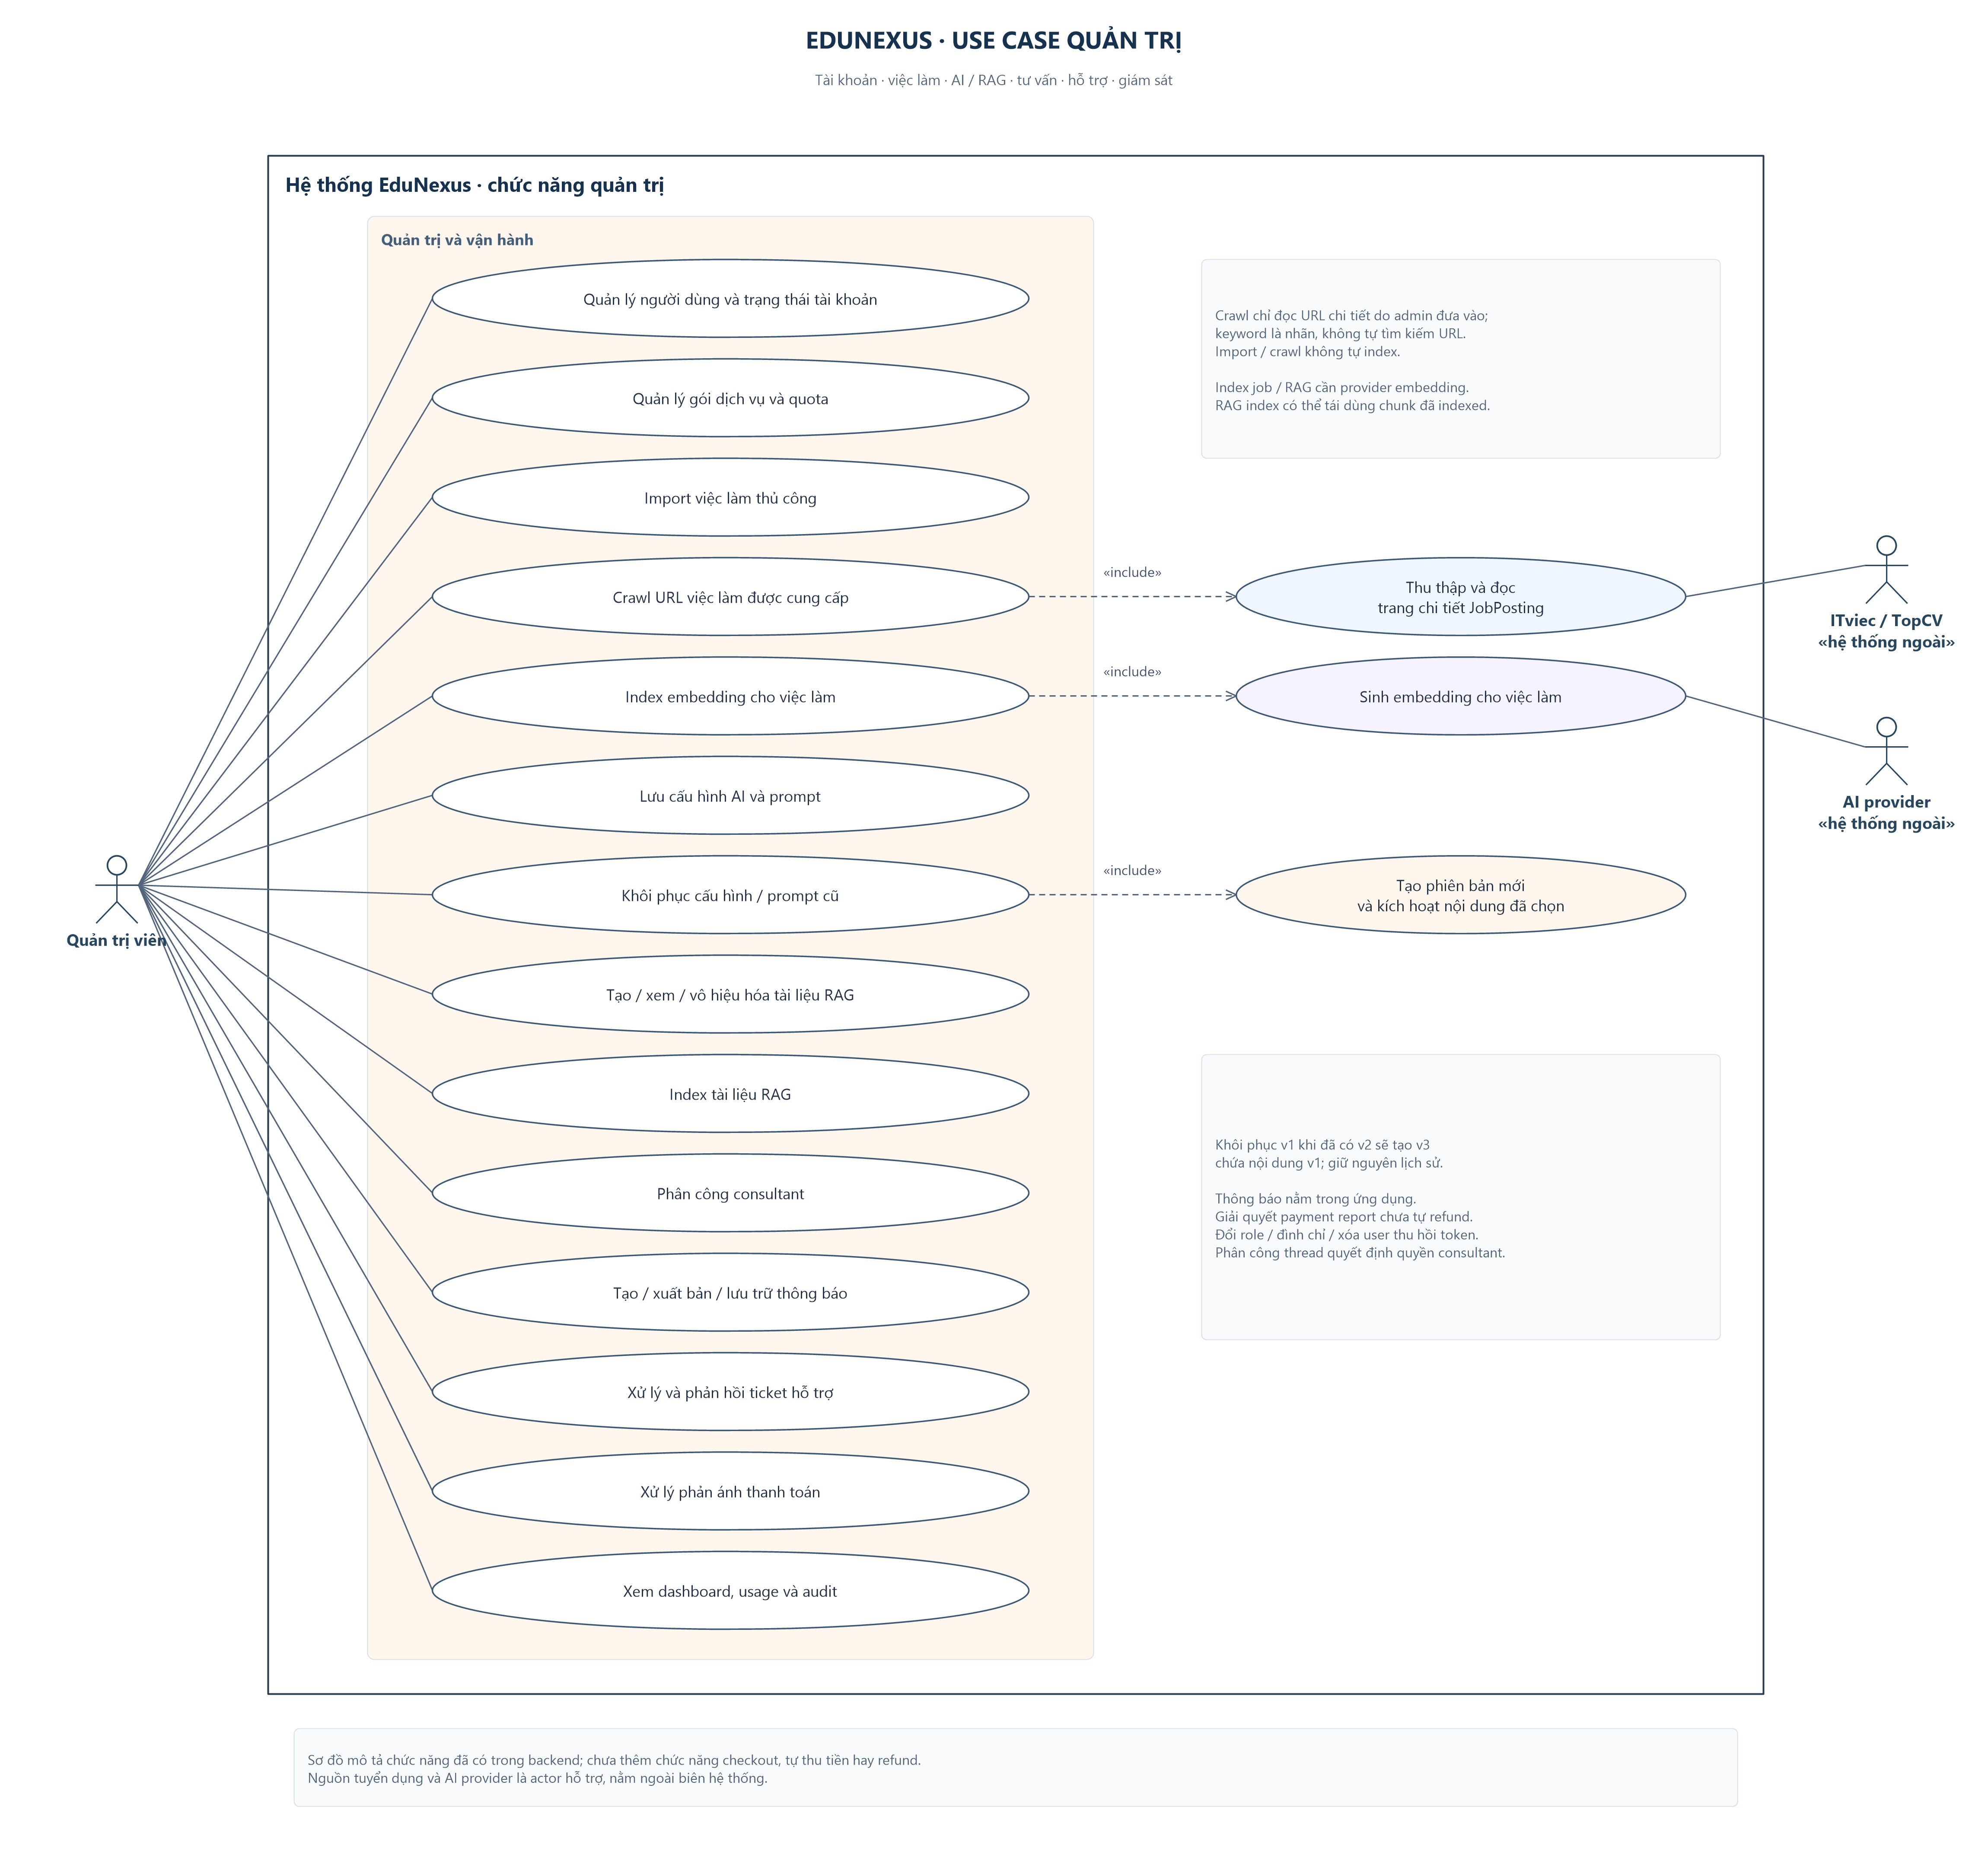 EDUNEXUS · USE CASE QUẢN TRỊ
Tài khoản · việc làm · AI / RAG · tư vấn · hỗ trợ · giám sát
Hệ thống EduNexus · chức năng quản trị
Quản trị và vận hành
Quản lý người dùng và trạng thái tài khoản
Quản lý gói dịch vụ và quota
Import việc làm thủ công
Crawl URL việc làm được cung cấp
Index embedding cho việc làm
Lưu cấu hình AI và prompt
Khôi phục cấu hình / prompt cũ
Tạo / xem / vô hiệu hóa tài liệu RAG
Index tài liệu RAG
Phân công consultant
Tạo / xuất bản / lưu trữ thông báo
Xử lý và phản hồi ticket hỗ trợ
Xử lý phản ánh thanh toán
Xem dashboard, usage và audit
Quản trị viên
Crawl chỉ đọc URL chi tiết do admin đưa vào;
keyword là nhãn, không tự tìm kiếm URL.
Import / crawl không tự index.
Index job / RAG cần provider embedding.
RAG index có thể tái dùng chunk đã indexed.
«include»
Thu thập và đọc
trang chi tiết JobPosting
«include»
Sinh embedding cho việc làm
«include»
Tạo phiên bản mới
và kích hoạt nội dung đã chọn
ITviec / TopCV
«hệ thống ngoài»
AI provider
«hệ thống ngoài»
Khôi phục v1 khi đã có v2 sẽ tạo v3
chứa nội dung v1; giữ nguyên lịch sử.
Thông báo nằm trong ứng dụng.
Giải quyết payment report chưa tự refund.
Đổi role / đình chỉ / xóa user thu hồi token.
Phân công thread quyết định quyền consultant.
Sơ đồ mô tả chức năng đã có trong backend; chưa thêm chức năng checkout, tự thu tiền hay refund.
Nguồn tuyển dụng và AI provider là actor hỗ trợ, nằm ngoài biên hệ thống.